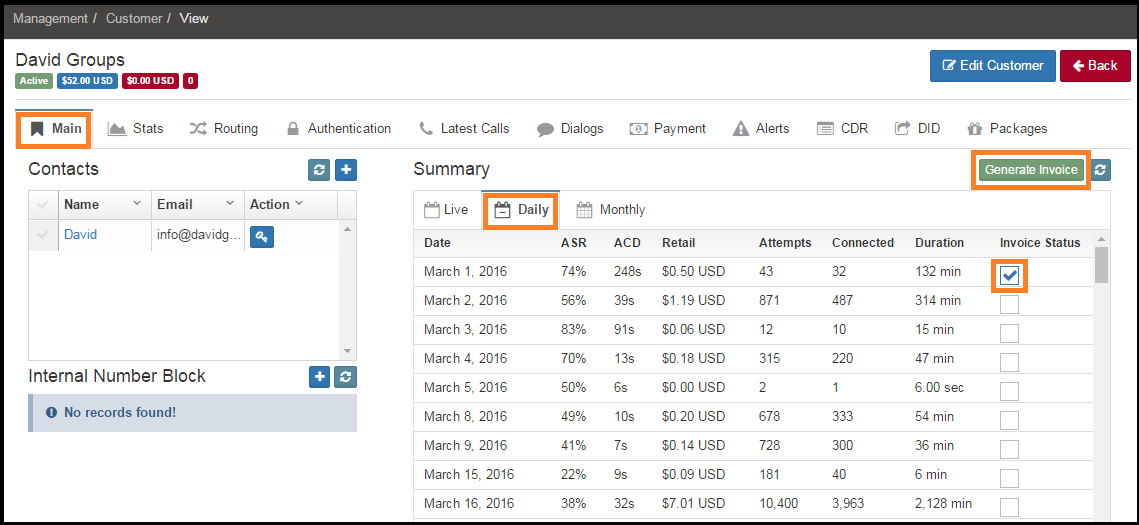 Management / Customer / View
David Groups
Active $52.00 USD $0.00 USD 0
Edit Customer Back
Main Stats Routing Authentication Latest Calls Dialogs Payment Alerts CDR DID Packages
Contacts
Name Email Action
David info@davidg...
Internal Number Block
No records found!
Summary Generate Invoice
Live Daily Monthly
Date ASR ACD Retail Attempts Connected Duration Invoice Status
March 1, 2016 74% 248s $0.50 USD 43 32 132 min
March 2, 2016 56% 39s $1.19 USD 871 487 314 min
March 3, 2016 83% 91s $0.06 USD 12 10 15 min
March 4, 2016 70% 13s $0.18 USD 315 220 47 min
March 5, 2016 50% 6s $0.00 USD 2 1 6.00 sec
March 8, 2016 49% 10s $0.20 USD 678 333 54 min
March 9, 2016 41% 7s $0.14 USD 728 300 36 min
March 15, 2016 22% 9s $0.09 USD 181 40 6 min
March 16, 2016 38% 32s $7.01 USD 10,400 3,963 2,128 min